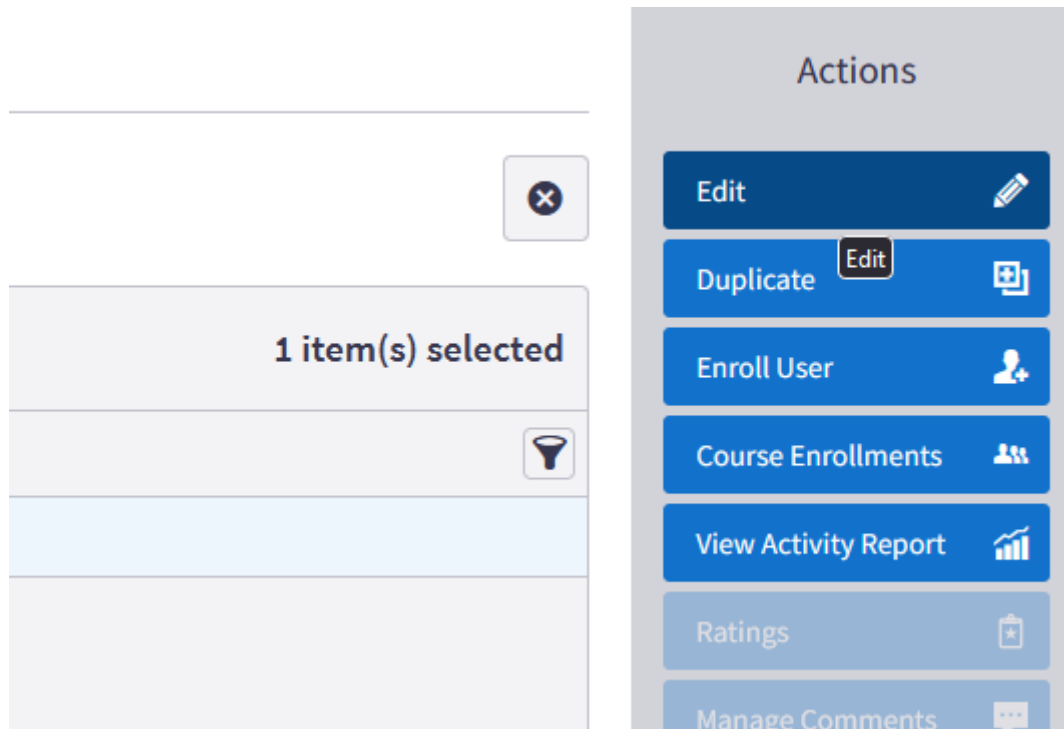 Actions
Edit
Edit
Duplicate
1 item(s) selected
Enroll User
Course Enrollments
View Activity Report
Ratings
Manage Comments